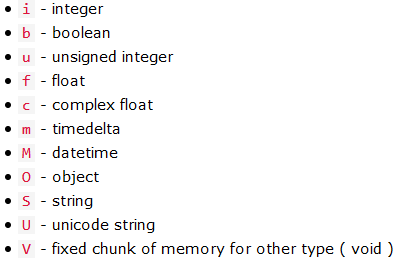 i - integer
b - boolean
u - unsigned integer
f - float
c - complex float
m - timedelta
M - datetime
O - object
S - string
U - unicode string
V - fixed chunk of memory for other type ( void )